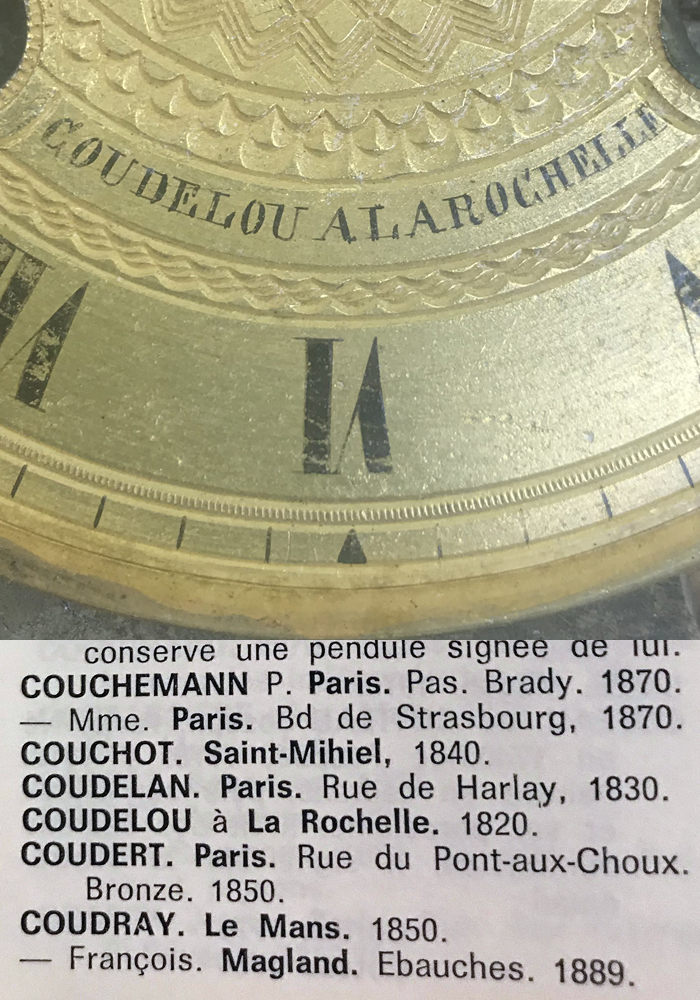 COUDELOU A LAROCHELLE
VI
conserve une pendule signée de lui.
COUCHEMANN P. Paris. Pas. Brady. 1870.
— Mme. Paris. Bd de Strasbourg, 1870.
COUCHOT. Saint-Mihiel, 1840.
COUDELAN. Paris. Rue de Harlay, 1830.
COUDELOU à La Rochelle. 1820.
COUDERT. Paris. Rue du Pont-aux-Choux.
Bronze. 1850.
COUDRAY. Le Mans. 1850.
— François. Magland. Ebauches. 1889.